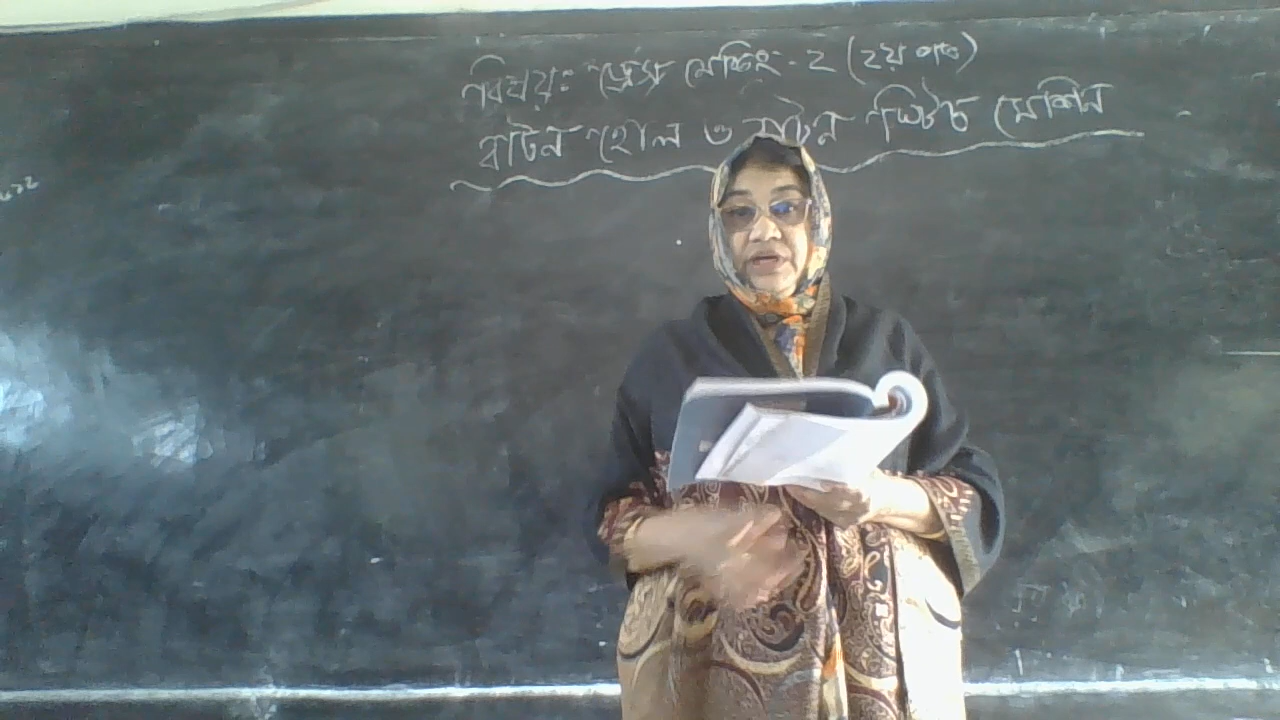 বিষয়ঃ ড্রেস মেকিং-২ (২য় পত্র)
বাটন হোল ও বাটন স্টিচ মেশিন